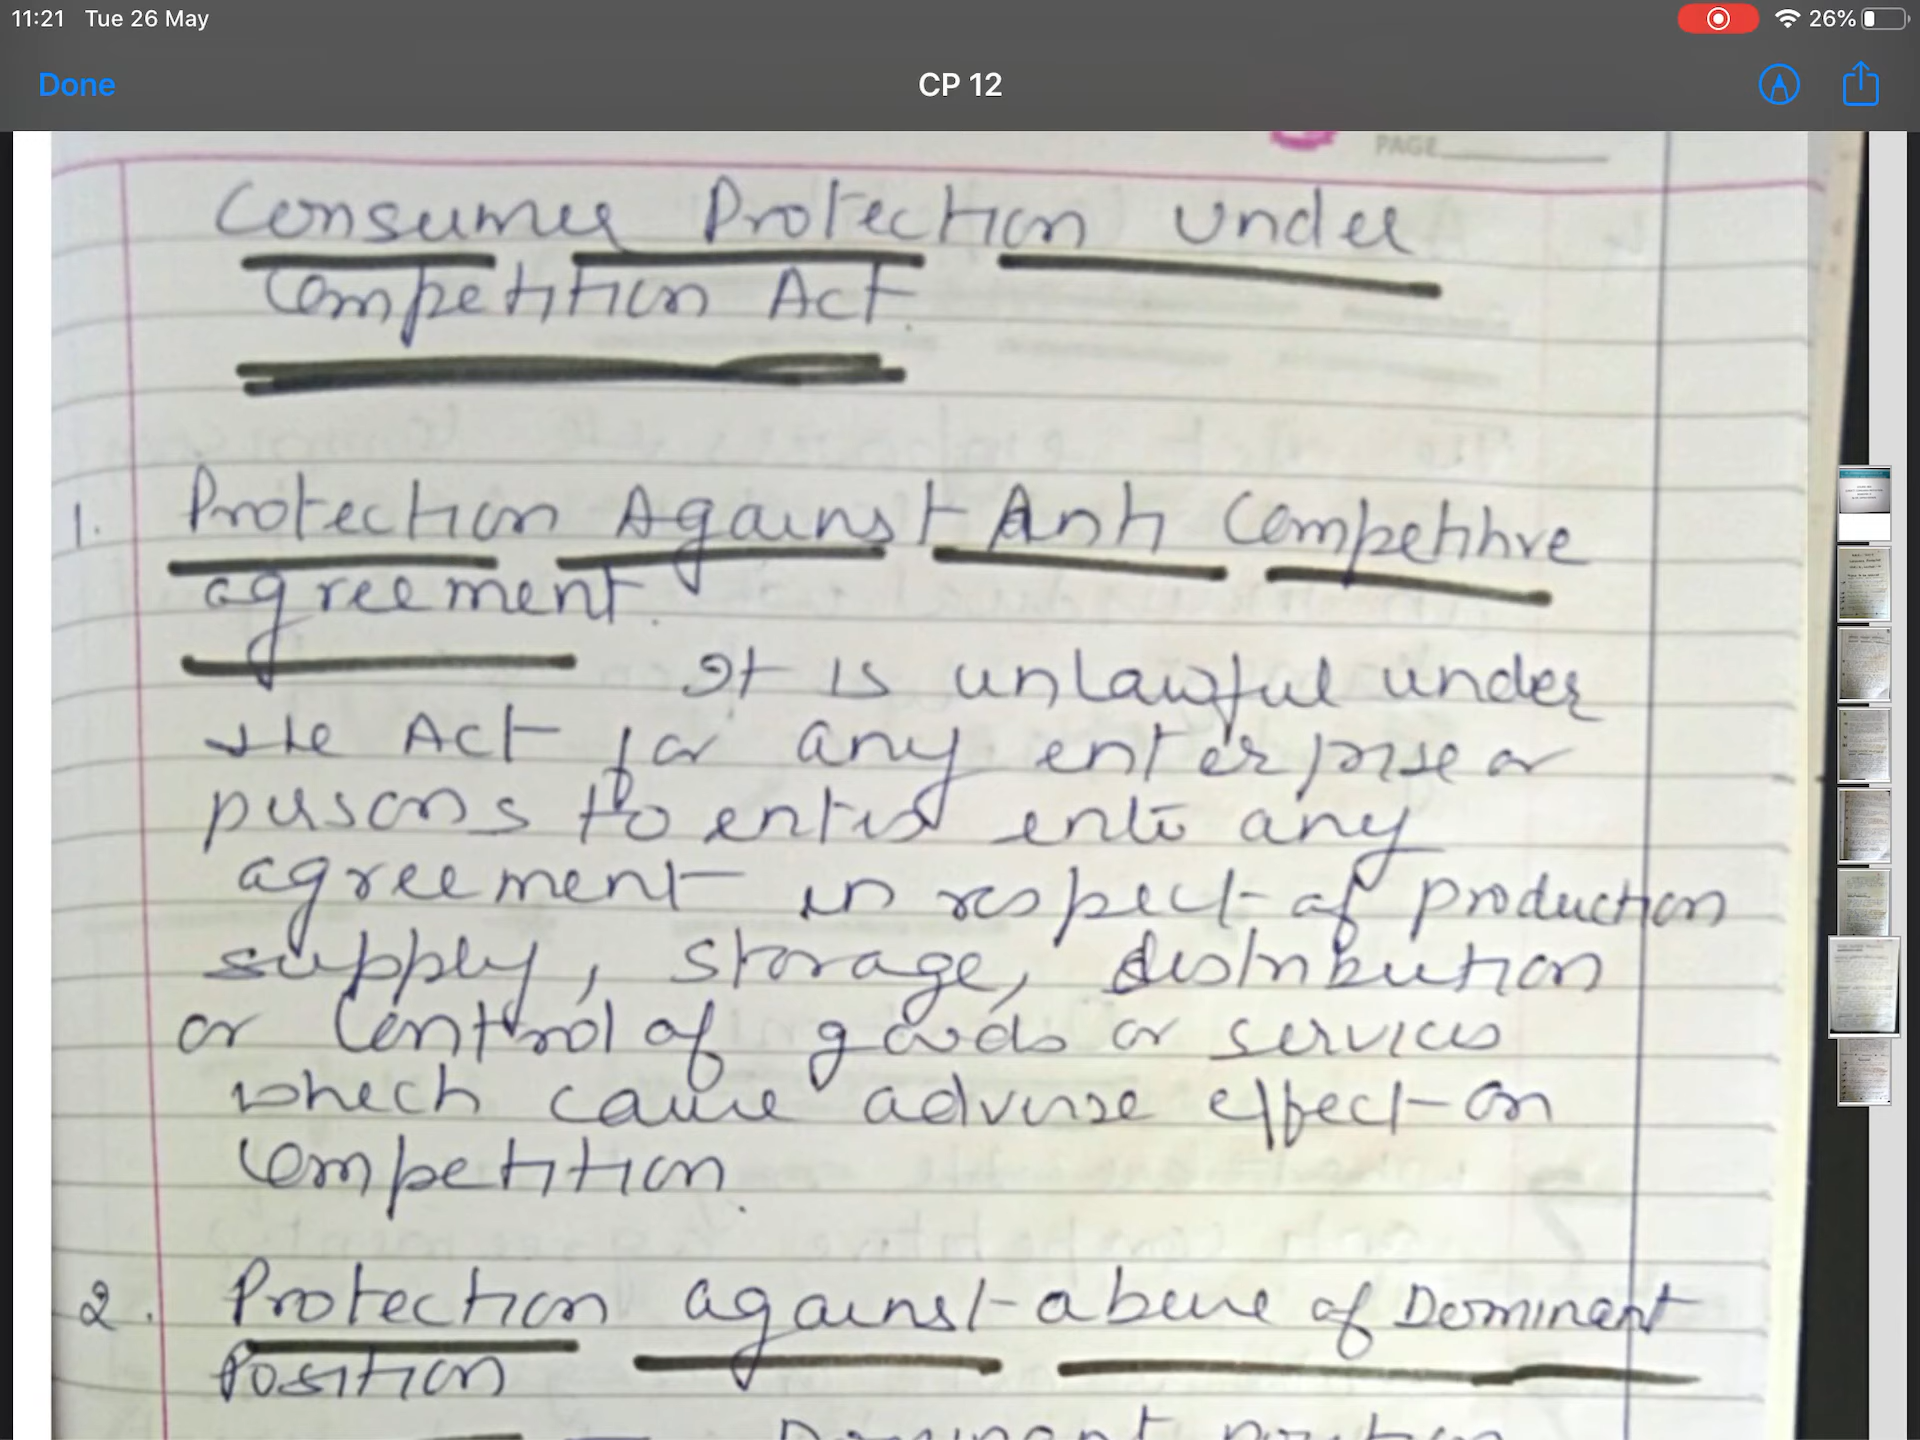 11:21 Tue 26 May
26%
Done
CP 12
PAGE
Consumer Protection under
Competition Act.
1. Protection Against Anti Competitive
agreement.
It is unlawful under
the Act for any enterprise or
persons to enter into any
agreement in respect of production
supply, storage, distribution
or Control of goods or services
which cause adverse effect on
Competition.
2. Protection against abuse of Dominant
Position
Dominant position